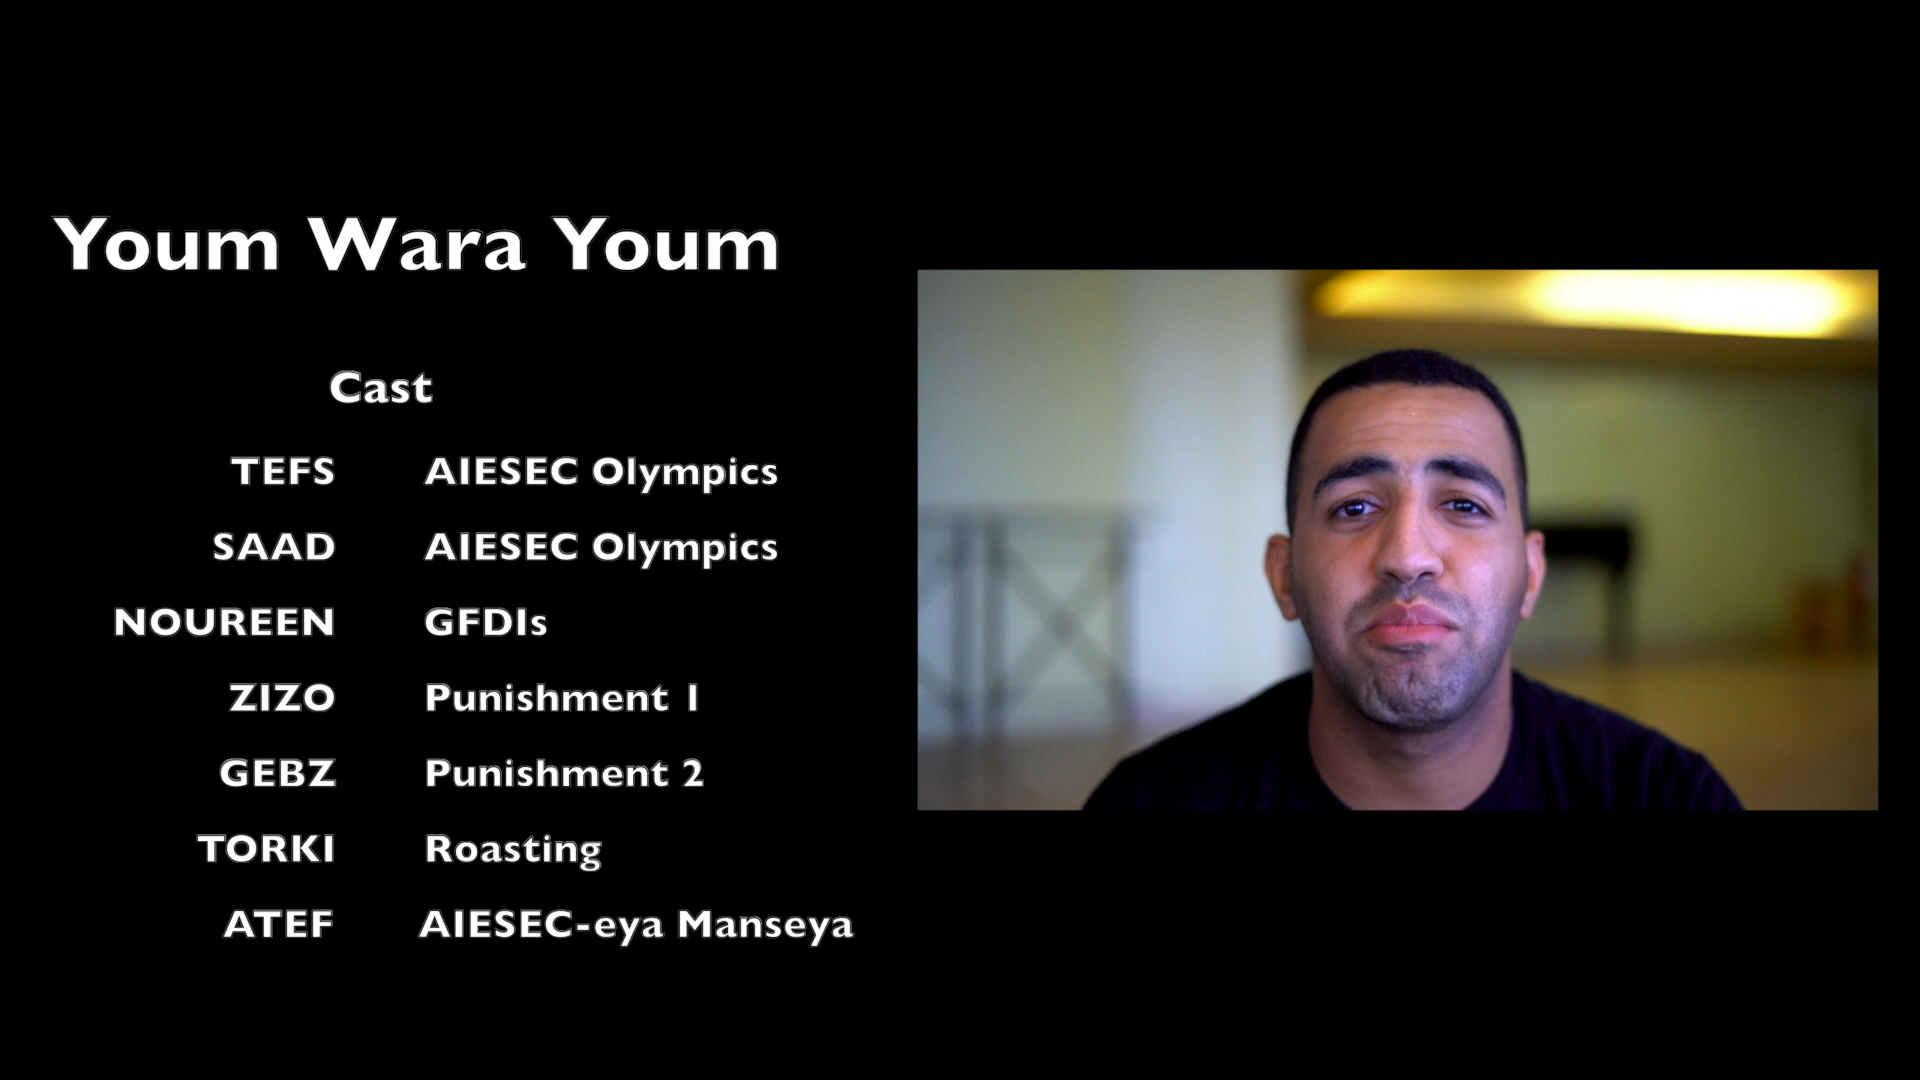 Youm Wara Youm
Cast
TEFS AIESEC Olympics
SAAD AIESEC Olympics
NOUREEN GFDIs
ZIZO Punishment 1
GEBZ Punishment 2
TORKI Roasting
ATEF AIESEC-eya Manseya